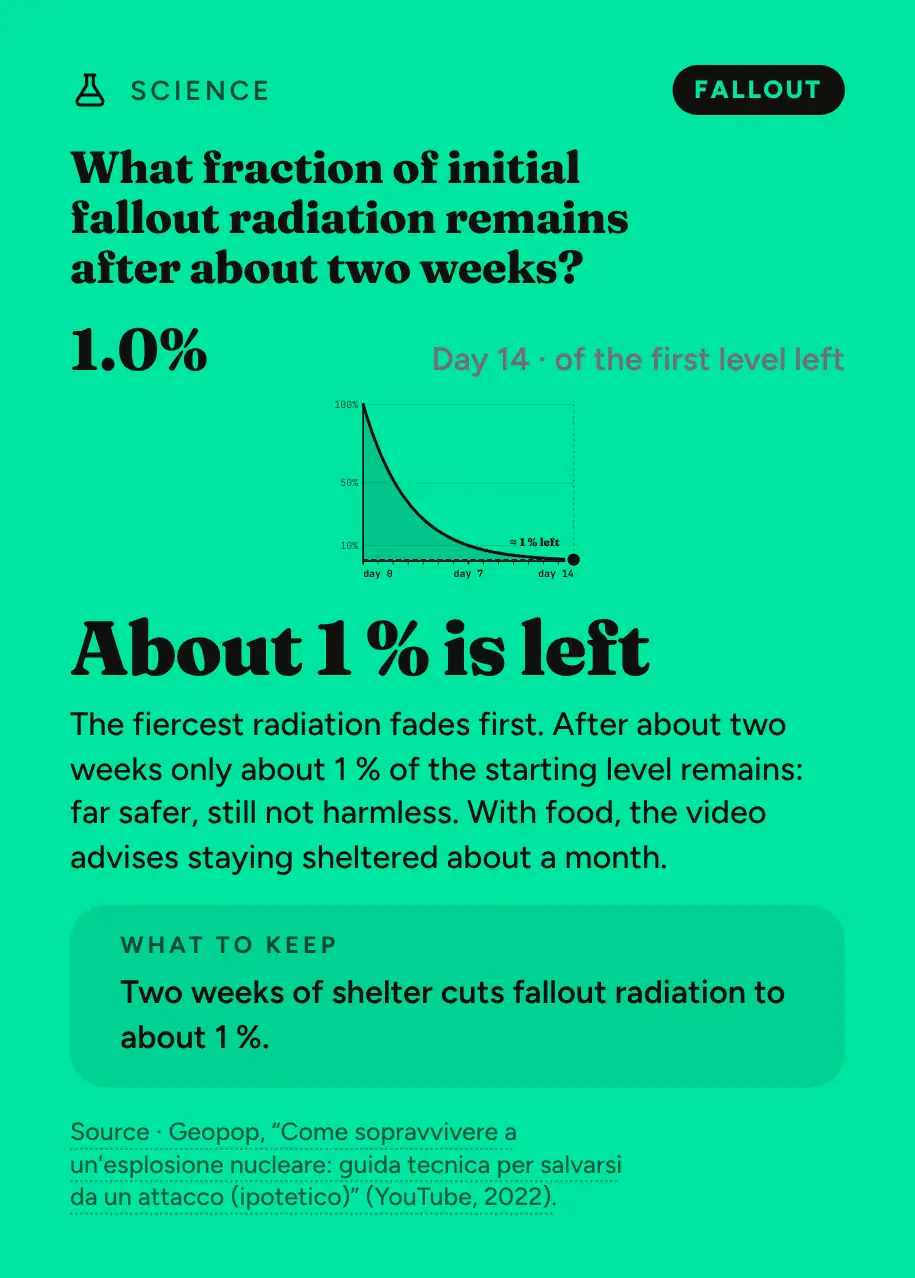 SCIENCE
FALLOUT
What fraction of initial
fallout radiation remains
after about two weeks?
1.0%
Day 14 · of the first level left
100%
50%
10%
≈ 1 % left
day 0
day 7
day 14
About 1 % is left
The fiercest radiation fades first. After about two
weeks only about 1 % of the starting level remains:
far safer, still not harmless. With food, the video
advises staying sheltered about a month.
WHAT TO KEEP
Two weeks of shelter cuts fallout radiation to
about 1 %.
Source · Geopop, “Come sopravvivere a
un'esplosione nucleare: guida tecnica per salvarsi
da un attacco (ipotetico)” (YouTube, 2022).